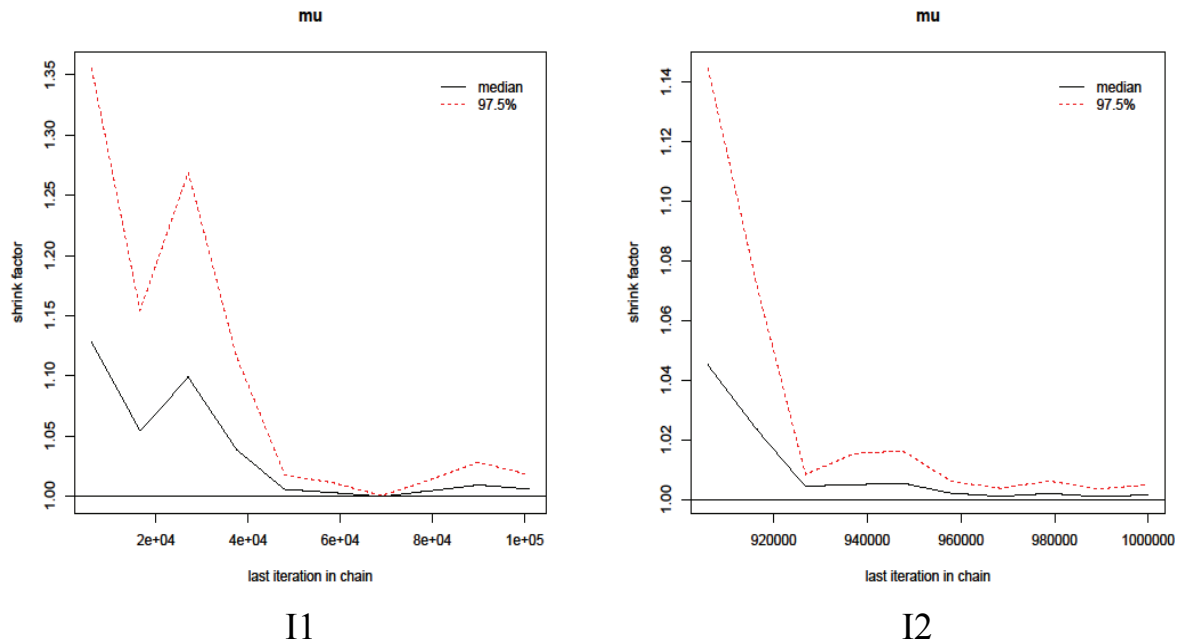 mu
median
97.5%
shrink factor
1.00 1.05 1.10 1.15 1.20 1.25 1.30 1.35
2e+04 4e+04 6e+04 8e+04 1e+05
last iteration in chain
I1
mu
median
97.5%
shrink factor
1.00 1.02 1.04 1.06 1.08 1.10 1.12 1.14
920000 940000 960000 980000 1000000
last iteration in chain
I2